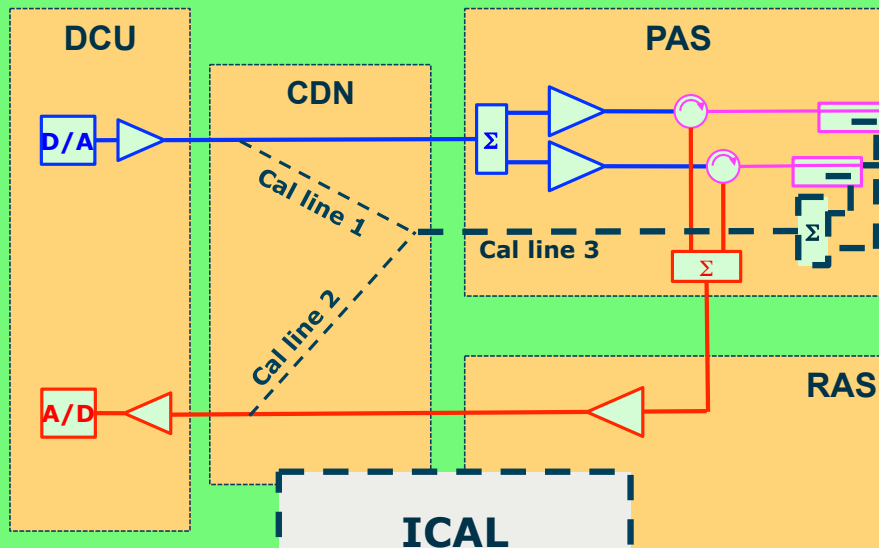 DCU
PAS
CDN
D/A
Σ
Cal line 1
Σ
Cal line 3
Σ
Cal line 2
RAS
A/D
ICAL